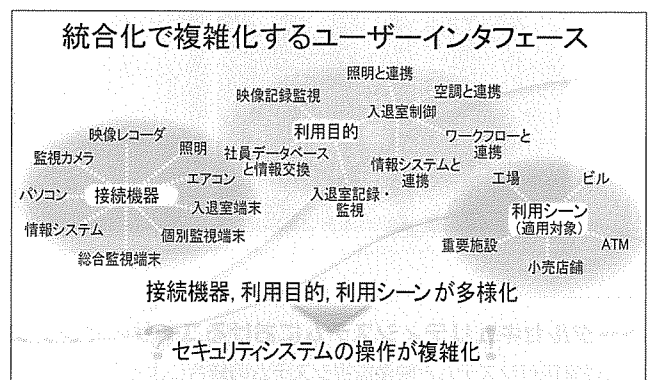 統合化で複雑化するユーザーインタフェース
照明と連携
映像記録監視
空調と連携
入退室制御
利用目的
ワークフローと
連携
社員データベース
と情報交換
情報システムと
連携
入退室記録・
監視
映像レコーダ
照明
監視カメラ
エアコン
パソコン
接続機器
入退室端末
情報システム
個別監視端末
総合監視端末
工場
ビル
利用シーン
(適用対象)
重要施設
ATM
小売店舗
接続機器, 利用目的, 利用シーンが多様化
セキュリティシステムの操作が複雑化